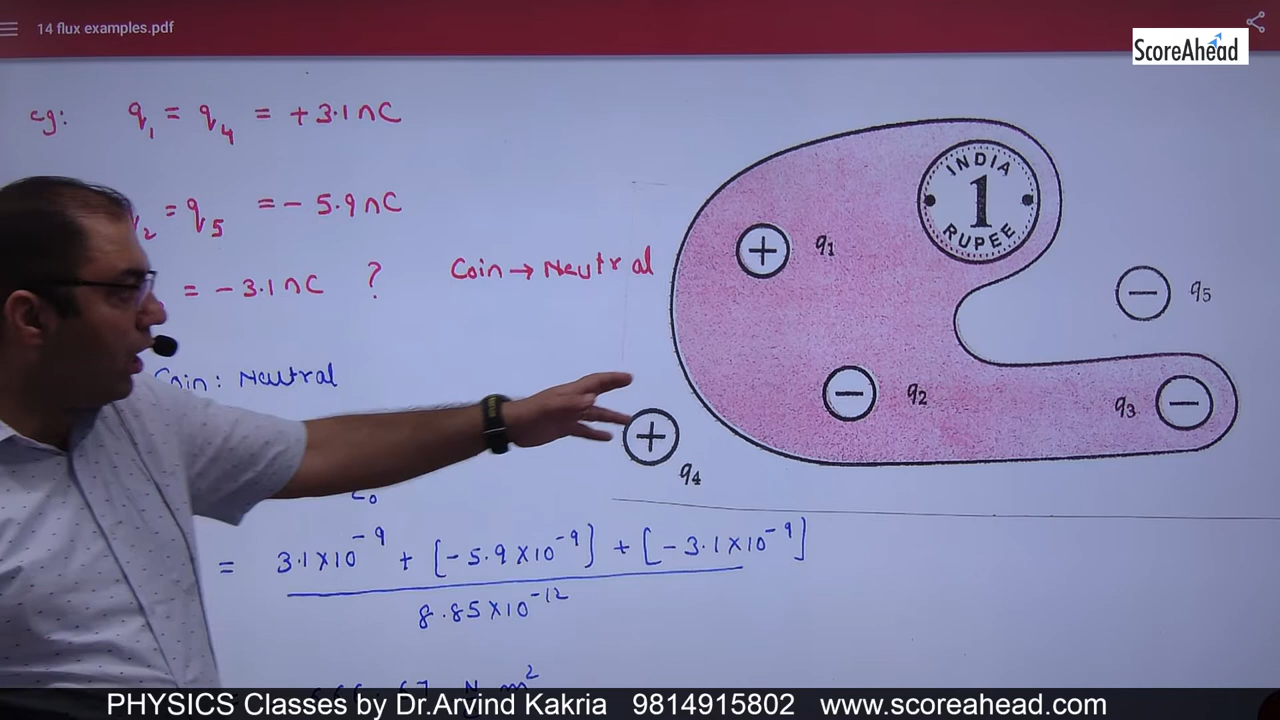 14 flux examples.pdf
ScoreAhead
eg: q₁ = q₄ = +3.1 nC
₂ = q₅ = - 5.9 nC
= - 3.1 nC ?
Coin → Neutral
Coin : Neutral
INDIA
1
RUPEE
+ q₁
- q₅
- q₂
q₃ -
+
q₄
ε₀
= 3.1×10⁻⁹ + [- 5.9×10⁻⁹] + [- 3.1×10⁻⁹]
8.85×10⁻¹²
PHYSICS Classes by Dr.Arvind Kakria 9814915802 www.scoreahead.com